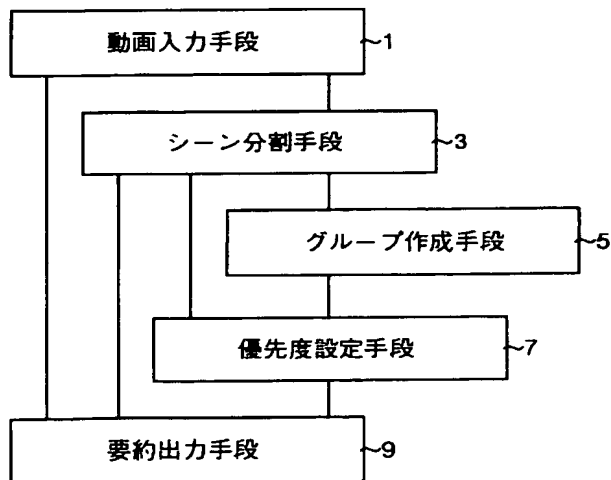 動画入力手段 ~1
シーン分割手段 ~3
グループ作成手段 ~5
優先度設定手段 ~7
要約出力手段 ~9